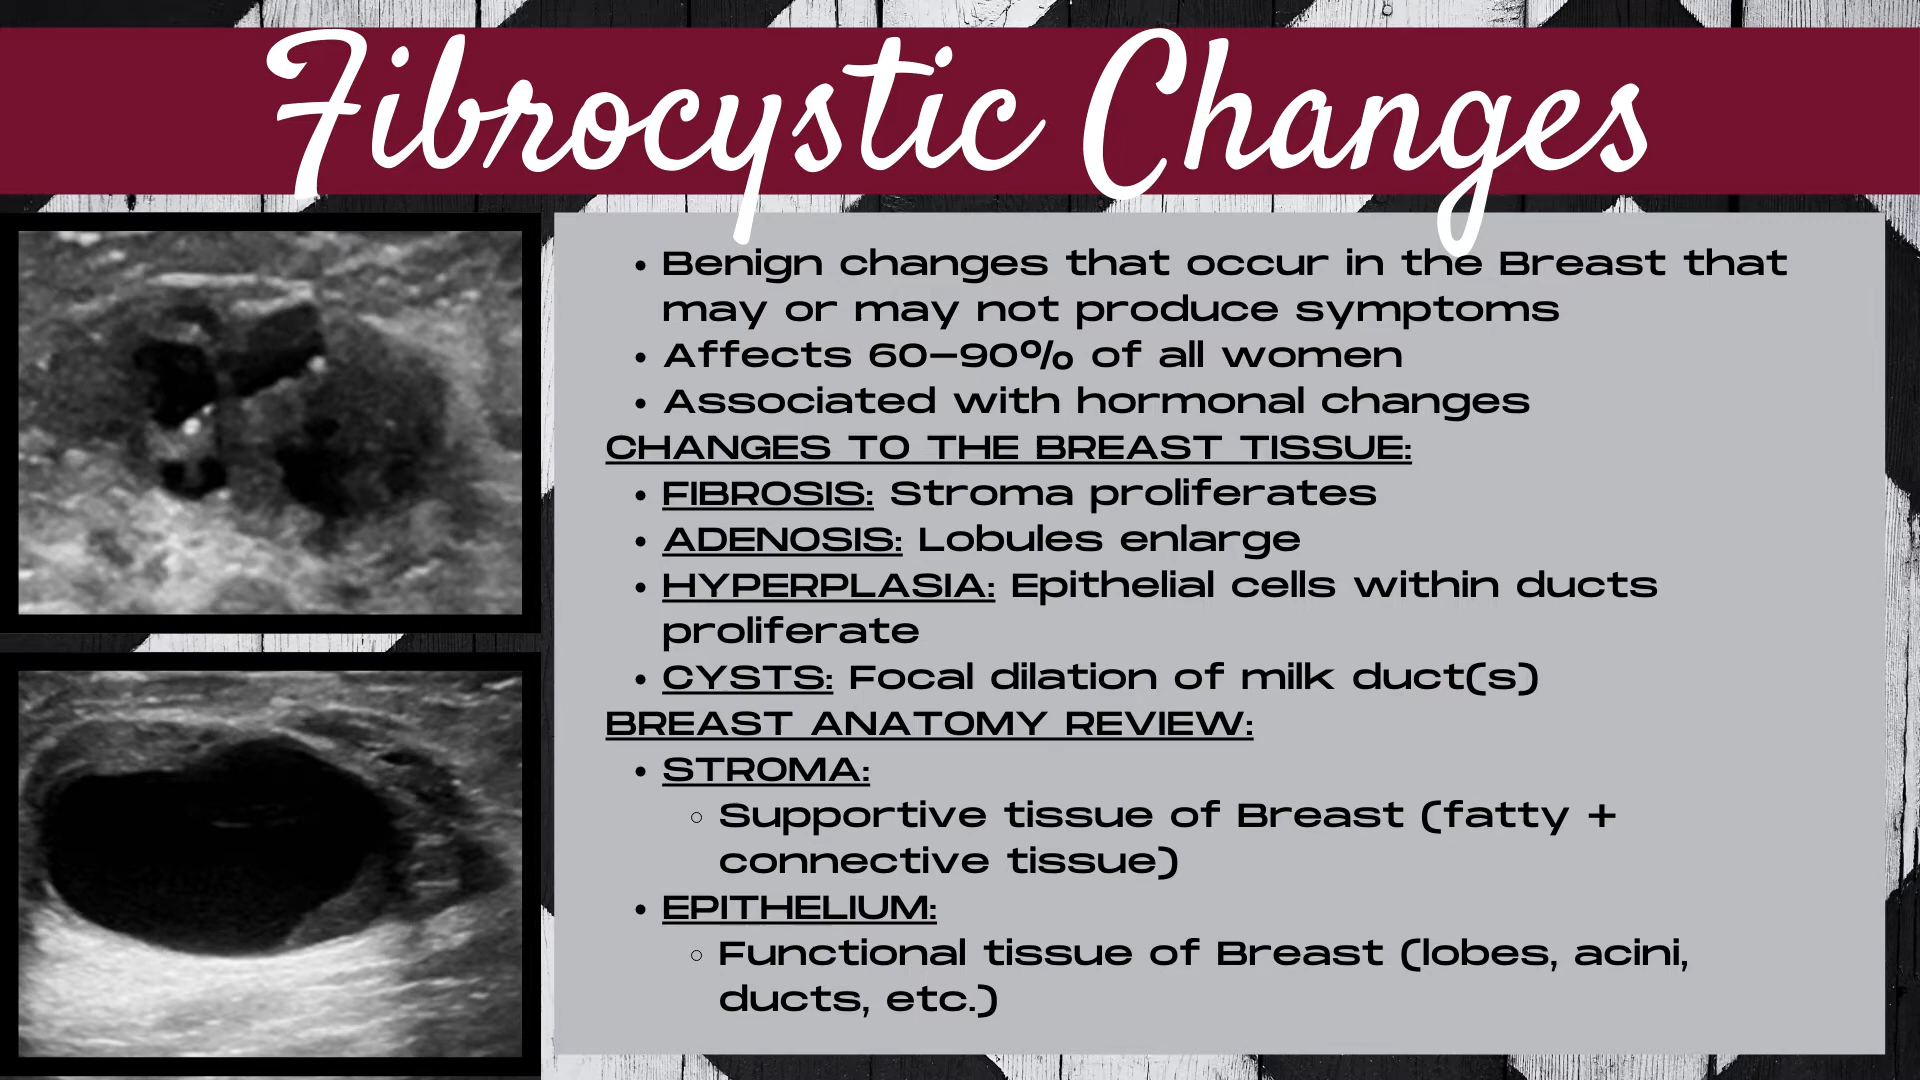 Fibrocystic Changes
• Benign changes that occur in the Breast that
may or may not produce symptoms
• Affects 60-90% of all women
• Associated with hormonal changes
CHANGES TO THE BREAST TISSUE:
• FIBROSIS: Stroma proliferates
• ADENOSIS: Lobules enlarge
• HYPERPLASIA: Epithelial cells within ducts
proliferate
• CYSTS: Focal dilation of milk duct(s)
BREAST ANATOMY REVIEW:
• STROMA:
◦ Supportive tissue of Breast (fatty +
connective tissue)
• EPITHELIUM:
◦ Functional tissue of Breast (lobes, acini,
ducts, etc.)